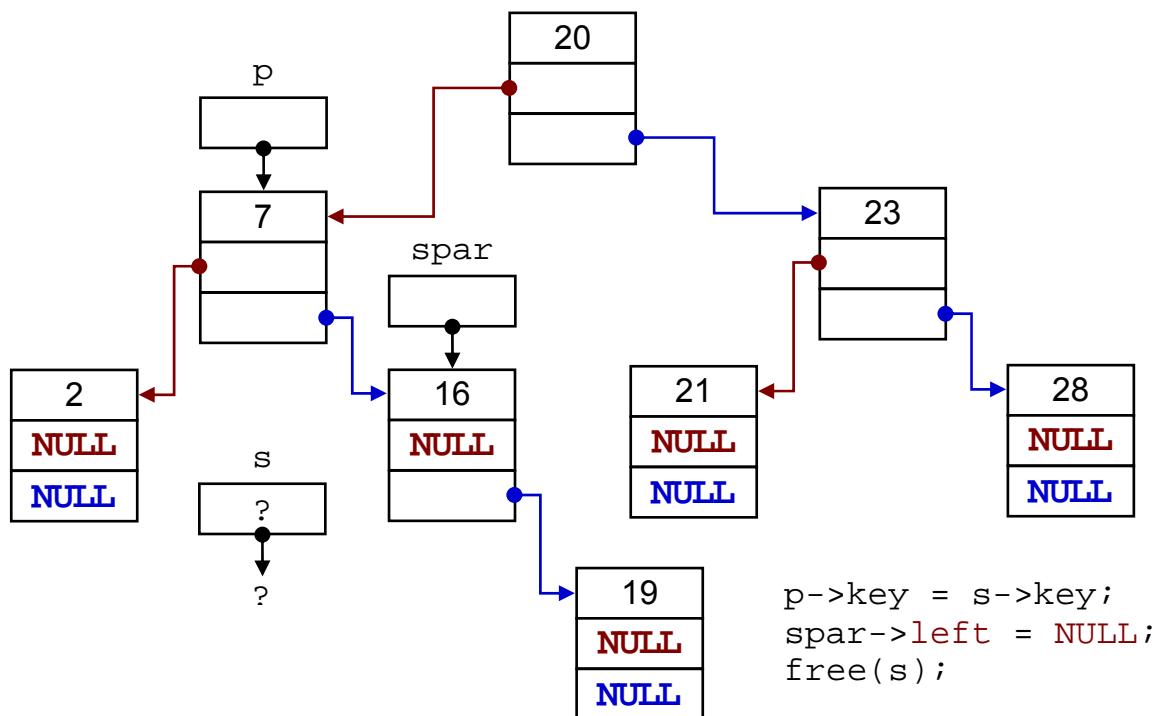 20
p
7
23
spar
2
NULL
NULL
16
NULL
21
NULL
NULL
28
NULL
NULL
s
?
?
19
NULL
NULL
p->key = s->key;
spar->left = NULL;
free(s);